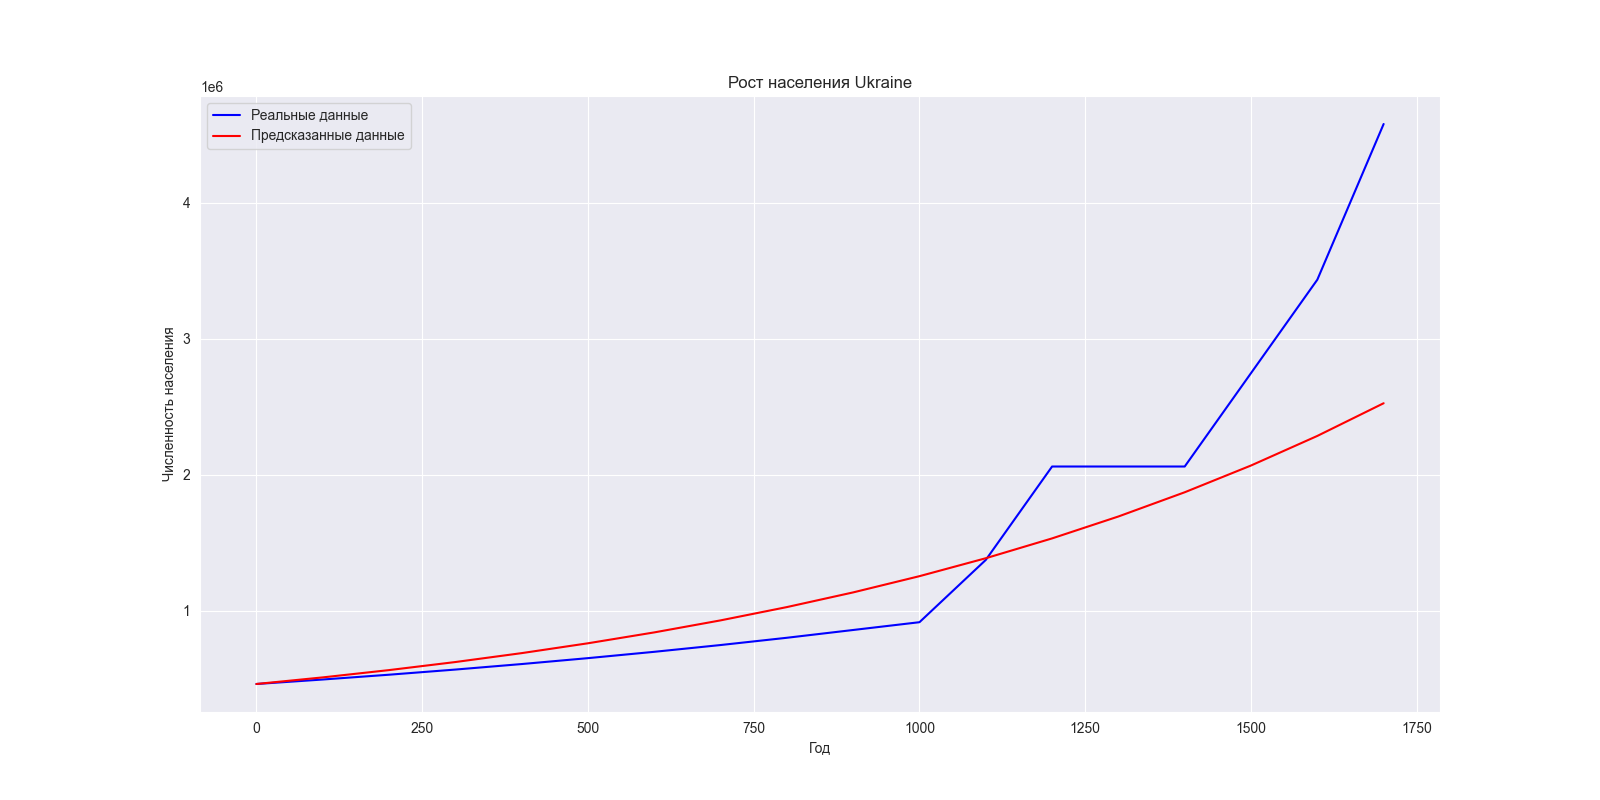 Рост населения Ukraine
1e6
Реальные данные
Предсказанные данные
4
3
2
1
Численность населения
0 250 500 750 1000 1250 1500 1750
Год